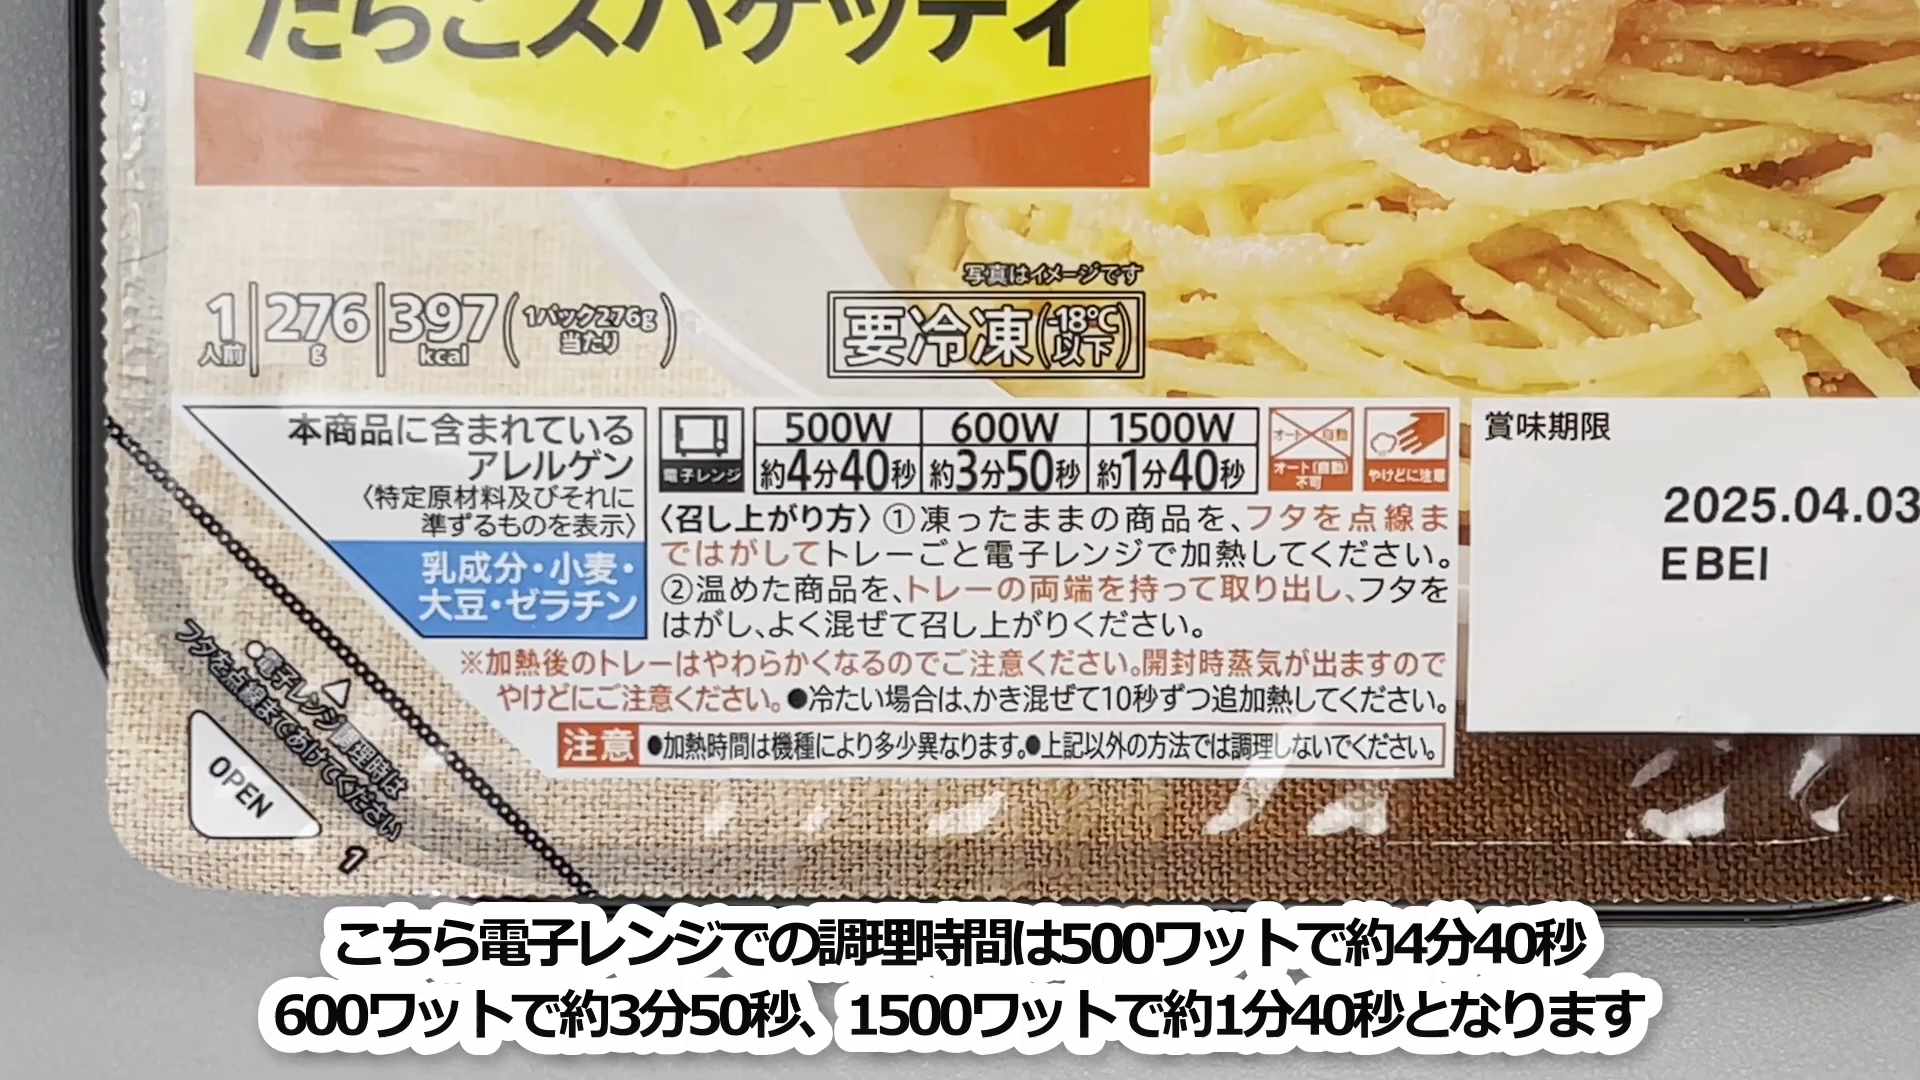 たらこスパゲッティ
写真はイメージです
1人前 276g 397kcal (1パック276g当たり)
要冷凍(-18℃以下)
本商品に含まれている
アレルゲン
〈特定原材料及びそれに
準ずるものを表示〉
乳成分・小麦・
大豆・ゼラチン
電子レンジ
500W 600W 1500W
約4分40秒 約3分50秒 約1分40秒
オート 自動
オート(自動)
不可
やけどに注意
〈召し上がり方〉①凍ったままの商品を、フタを点線ま
ではがしてトレーごと電子レンジで加熱してください。
②温めた商品を、トレーの両端を持って取り出し、フタを
はがし、よく混ぜて召し上がりください。
※加熱後のトレーはやわらかくなるのでご注意ください。開封時蒸気が出ますので
やけどにご注意ください。●冷たい場合は、かき混ぜて10秒ずつ追加熱してください。
注意 ●加熱時間は機種により多少異なります。●上記以外の方法では調理しないでください。
賞味期限
2025.04.03
EBEI
●電子レンジ調理時は
フタを点線まであけてください
OPEN
1
こちら電子レンジでの調理時間は500ワットで約4分40秒
600ワットで約3分50秒、1500ワットで約1分40秒となります